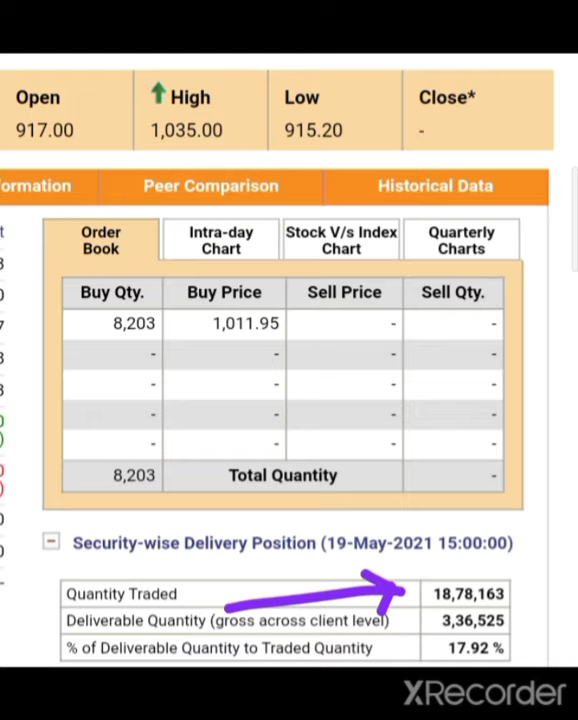 Open High Low Close*
917.00 1,035.00 915.20 -
ormation Peer Comparison Historical Data
Order Book Intra-day Chart Stock V/s Index Chart Quarterly Charts
Buy Qty. Buy Price Sell Price Sell Qty.
8,203 1,011.95 - -
- - - -
- - - -
- - - -
- - - -
8,203 Total Quantity -
Security-wise Delivery Position (19-May-2021 15:00:00)
Quantity Traded 18,78,163
Deliverable Quantity (gross across client level) 3,36,525
% of Deliverable Quantity to Traded Quantity 17.92 %
XRecorder